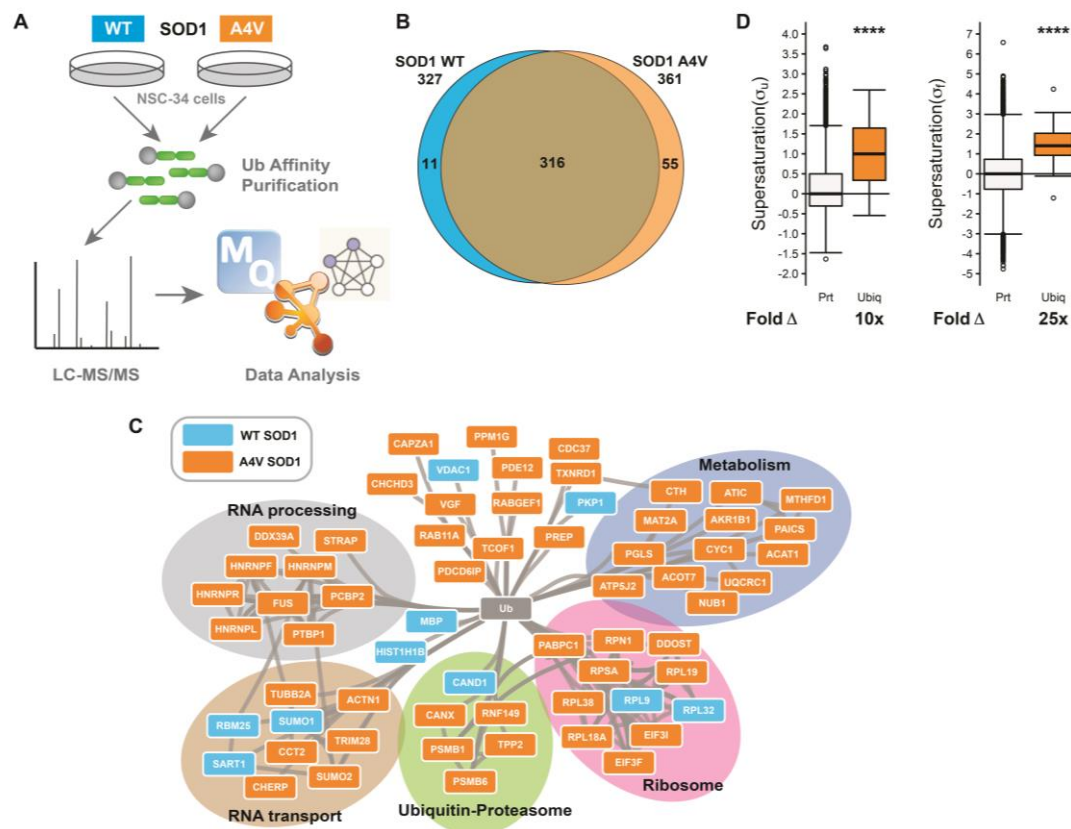 A
WT SOD1 A4V
NSC-34 cells
Ub Affinity
Purification
MQ
LC-MS/MS
Data Analysis
B
SOD1 WT
327
SOD1 A4V
361
11
316
55
D
Supersaturation(σu)
4.0
3.5
3.0
2.5
2.0
1.5
1.0
0.5
0
-0.5
-1.0
-1.5
-2.0
****
Prt
Ubiq
Fold Δ 10x
Supersaturation(σf)
7
6
5
4
3
2
1
0
-1
-2
-3
-4
-5
****
Prt
Ubiq
Fold Δ 25x
C
WT SOD1
A4V SOD1
CAPZA1
PPM1G
CDC37
VDAC1
PDE12
TXNRD1
CHCHD3
VGF
RABGEF1
PKP1
RAB11A
TCOF1
PREP
PDCD6IP
Ub
MBP
HIST1H1B
RNA processing
DDX39A
STRAP
HNRNPF
HNRNPM
HNRNPR
FUS
PCBP2
HNRNPL
PTBP1
Metabolism
CTH
ATIC
MTHFD1
MAT2A
AKR1B1
PAICS
PGLS
CYC1
ACAT1
ATP5J2
ACOT7
UQCRC1
NUB1
TUBB2A
ACTN1
RBM25
SUMO1
TRIM28
CCT2
SART1
SUMO2
CHERP
RNA transport
CAND1
CANX
RNF149
PSMB1
TPP2
PSMB6
Ubiquitin-Proteasome
PABPC1
RPN1
DDOST
RPSA
RPL19
RPL38
RPL9
RPL32
RPL18A
EIF3I
EIF3F
Ribosome